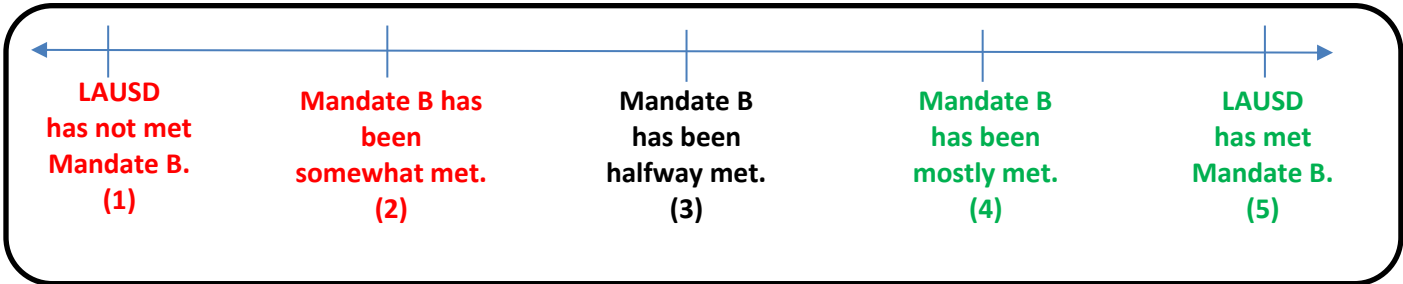 LAUSD
has not met
Mandate B.
(1)
Mandate B has
been
somewhat met.
(2)
Mandate B
has been
halfway met.
(3)
Mandate B
has been
mostly met.
(4)
LAUSD
has met
Mandate B.
(5)